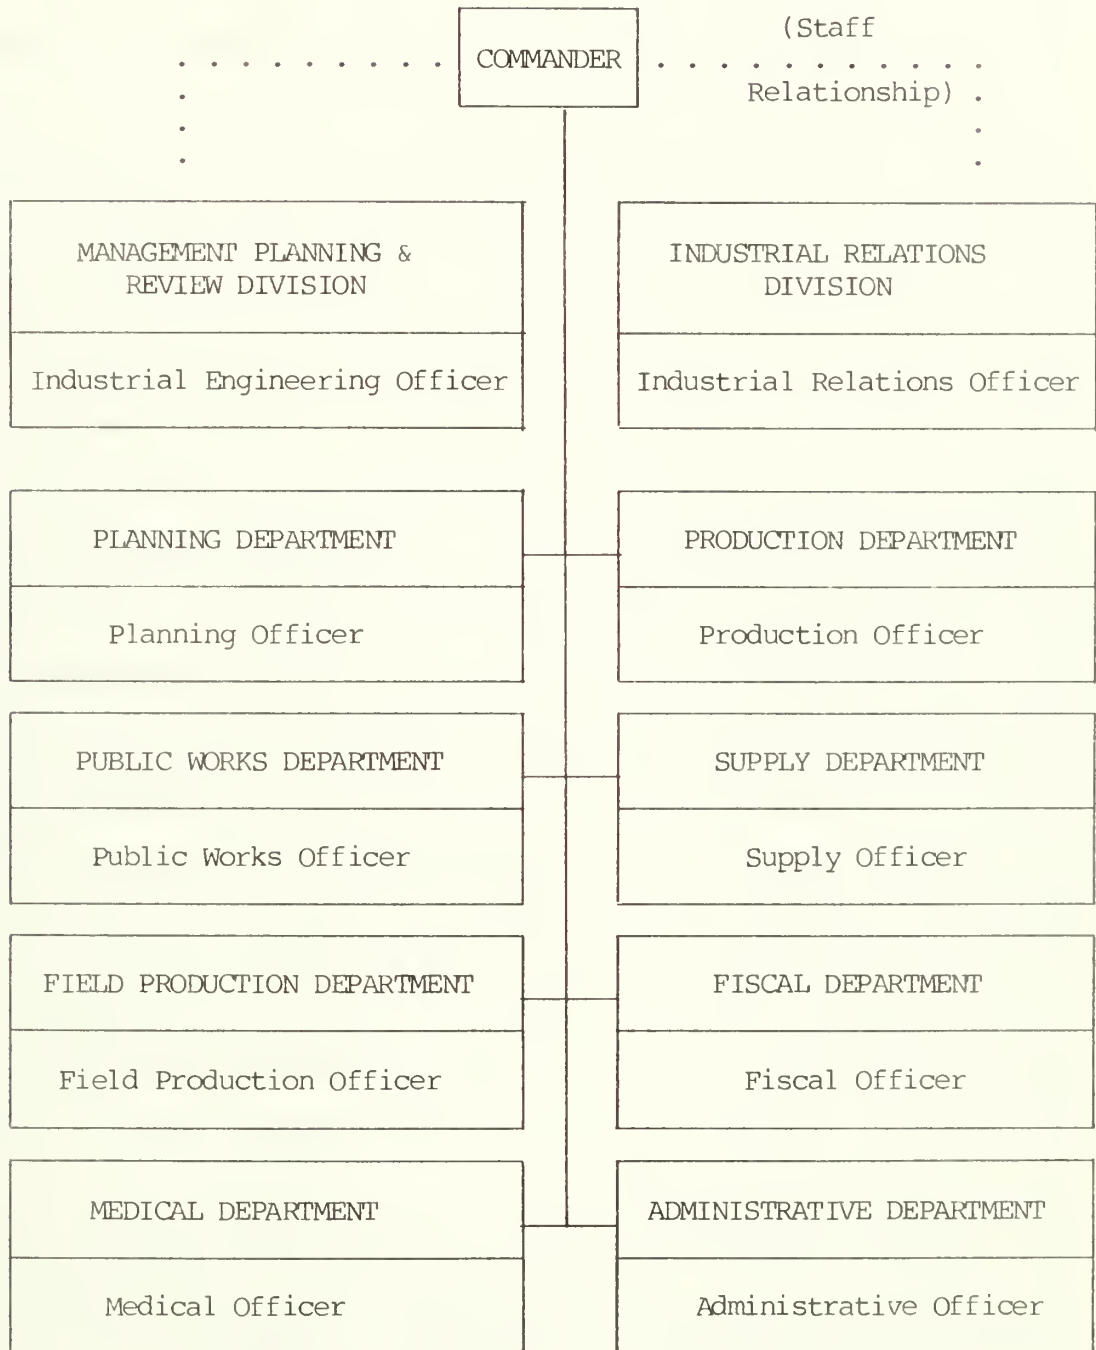 COMMANDER
(Staff
Relationship)
MANAGEMENT PLANNING &
REVIEW DIVISION
Industrial Engineering Officer
INDUSTRIAL RELATIONS
DIVISION
Industrial Relations Officer
PLANNING DEPARTMENT
Planning Officer
PRODUCTION DEPARTMENT
Production Officer
PUBLIC WORKS DEPARTMENT
Public Works Officer
SUPPLY DEPARTMENT
Supply Officer
FIELD PRODUCTION DEPARTMENT
Field Production Officer
FISCAL DEPARTMENT
Fiscal Officer
MEDICAL DEPARTMENT
Medical Officer
ADMINISTRATIVE DEPARTMENT
Administrative Officer